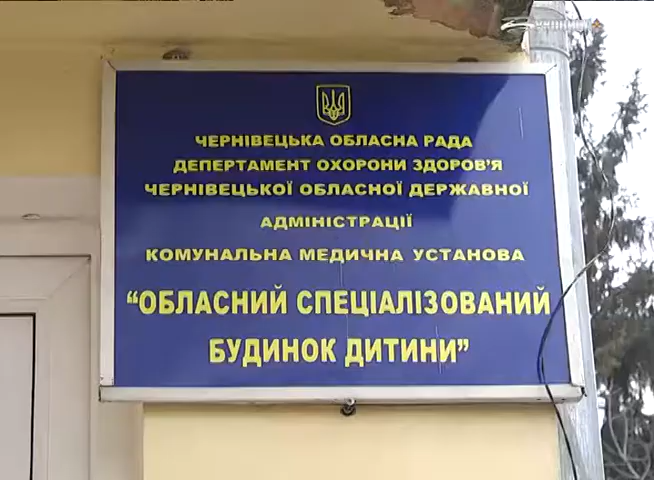 ЧЕРНІВЕЦЬКА ОБЛАСНА РАДА
ДЕПЕРТАМЕНТ ОХОРОНИ ЗДОРОВ'Я
ЧЕРНІВЕЦЬКОЇ ОБЛАСНОЇ ДЕРЖАВНОЇ
АДМІНІСТРАЦІЇ
КОМУНАЛЬНА МЕДИЧНА УСТАНОВА
“ОБЛАСНИЙ СПЕЦІАЛІЗОВАНИЙ
БУДИНОК ДИТИНИ”